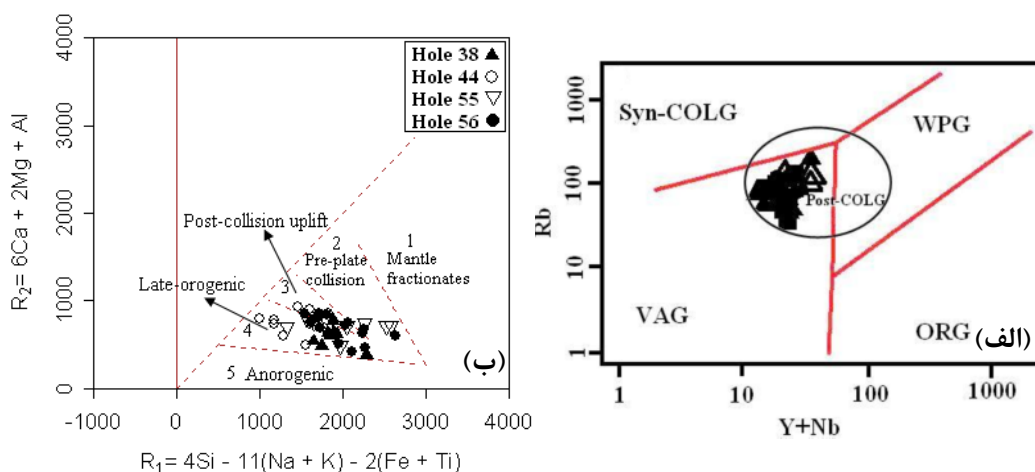 4000
3000
2000
1000
0
R₂= 6Ca + 2Mg + Al
Hole 38 ▲
Hole 44 ○
Hole 55 ▽
Hole 56 ●
Post-collision uplift
Late-orogenic
2
Pre-plate
collision
1
Mantle
fractionates
3
4
5 Anorogenic
(ب)
-1000 0 1000 2000 3000 4000
R₁= 4Si - 11(Na + K) - 2(Fe + Ti)
1000
100
10
1
Rb
Syn-COLG
WPG
Post-COLG
VAG
ORG
(الف)
1 10 100 1000
Y+Nb